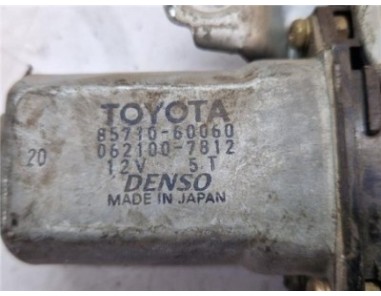 TOYOTA
85710-60060
062100-7812
20
12V 5T
DENSO
MADE IN JAPAN